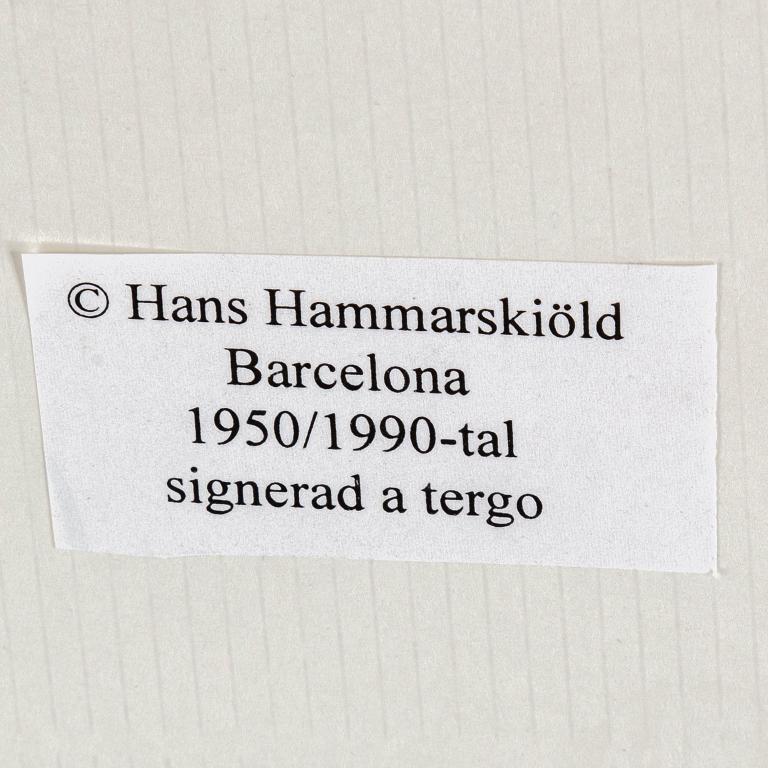 © Hans Hammarskiöld
Barcelona
1950/1990-tal
signerad a tergo